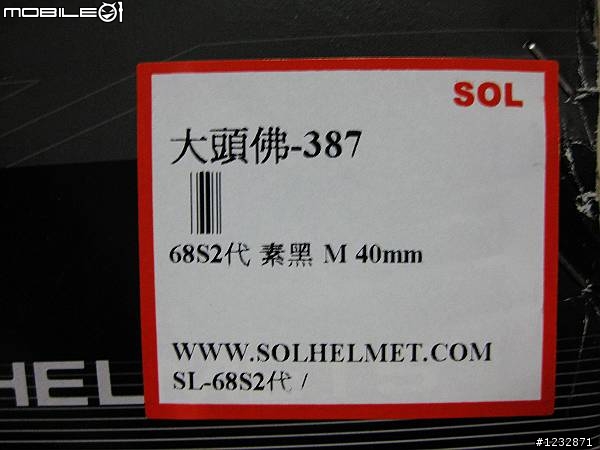 MOBILE01
SOL
大頭佛-387
68S2代 素黑 M 40mm
WWW.SOLHELMET.COM
SL-68S2代 /
HEL
#1232871